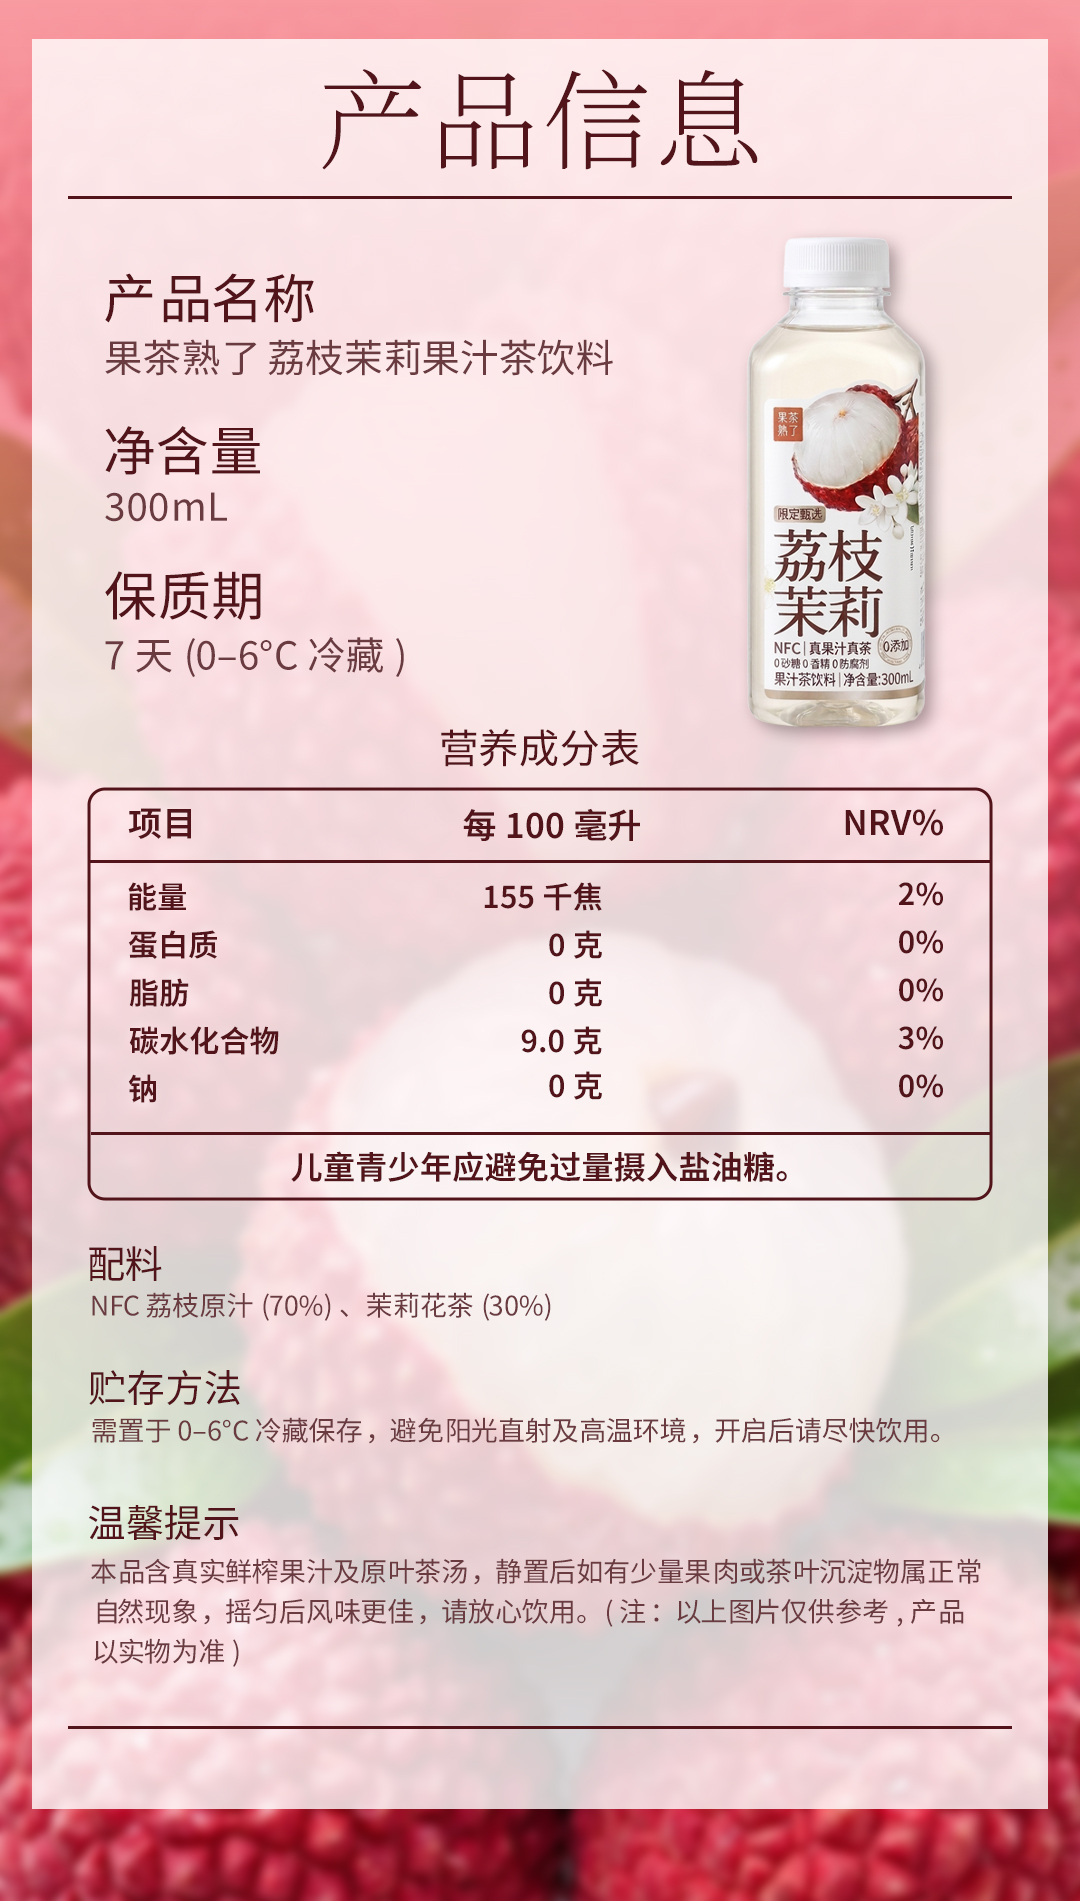 产品信息
产品名称
果茶熟了 荔枝茉莉果汁茶饮料
净含量
300mL
保质期
7 天 (0–6°C 冷藏 )
果茶
熟了
限定甄选
荔枝
茉莉
NFC | 真果汁真茶
0添加
0砂糖 0香精 0防腐剂
果汁茶饮料 | 净含量:300mL
营养成分表
项目 每 100 毫升 NRV%
能量 155 千焦 2%
蛋白质 0 克 0%
脂肪 0 克 0%
碳水化合物 9.0 克 3%
钠 0 克 0%
儿童青少年应避免过量摄入盐油糖。
配料
NFC 荔枝原汁 (70%) 、茉莉花茶 (30%)
贮存方法
需置于 0–6°C 冷藏保存，避免阳光直射及高温环境，开启后请尽快饮用。
温馨提示
本品含真实鲜榨果汁及原叶茶汤，静置后如有少量果肉或茶叶沉淀物属正常
自然现象，摇匀后风味更佳，请放心饮用。( 注：以上图片仅供参考 , 产品
以实物为准 )